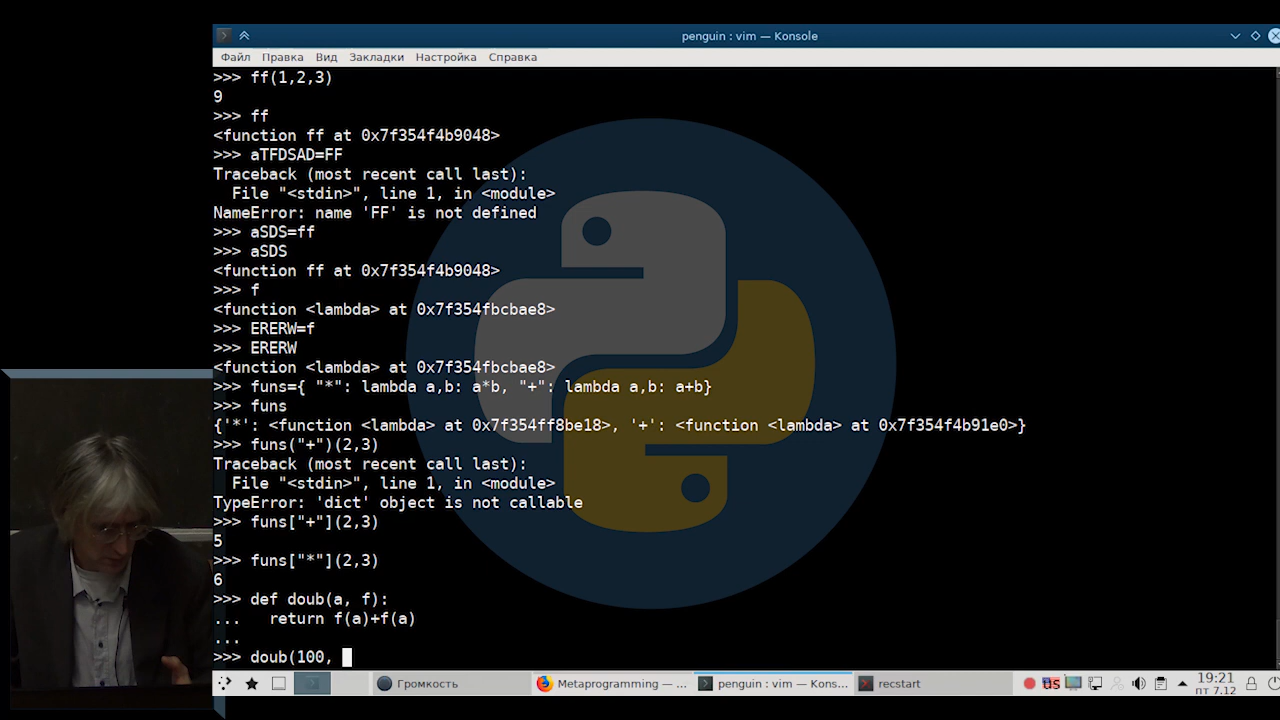 penguin : vim — Konsole
Файл Правка Вид Закладки Настройка Справка
>>> ff(1,2,3)
9
>>> ff
<function ff at 0x7f354f4b9048>
>>> aTFDSAD=FF
Traceback (most recent call last):
  File "<stdin>", line 1, in <module>
NameError: name 'FF' is not defined
>>> aSDS=ff
>>> aSDS
<function ff at 0x7f354f4b9048>
>>> f
<function <lambda> at 0x7f354fbcbae8>
>>> ERERW=f
>>> ERERW
<function <lambda> at 0x7f354fbcbae8>
>>> funs={ "*": lambda a,b: a*b, "+": lambda a,b: a+b}
>>> funs
{'*': <function <lambda> at 0x7f354ff8be18>, '+': <function <lambda> at 0x7f354f4b91e0>}
>>> funs("+")(2,3)
Traceback (most recent call last):
  File "<stdin>", line 1, in <module>
TypeError: 'dict' object is not callable
>>> funs["+"](2,3)
5
>>> funs["*"](2,3)
6
>>> def doub(a, f):
...   return f(a)+f(a)
...
>>> doub(100,
Громкость Metaprogramming — ... penguin : vim — Kons... recstart us 19:21
пт 7.12